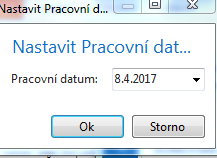 Nastavit Pracovní d...
Nastavit Pracovní dat...
Pracovní datum: 8.4.2017
Ok Storno